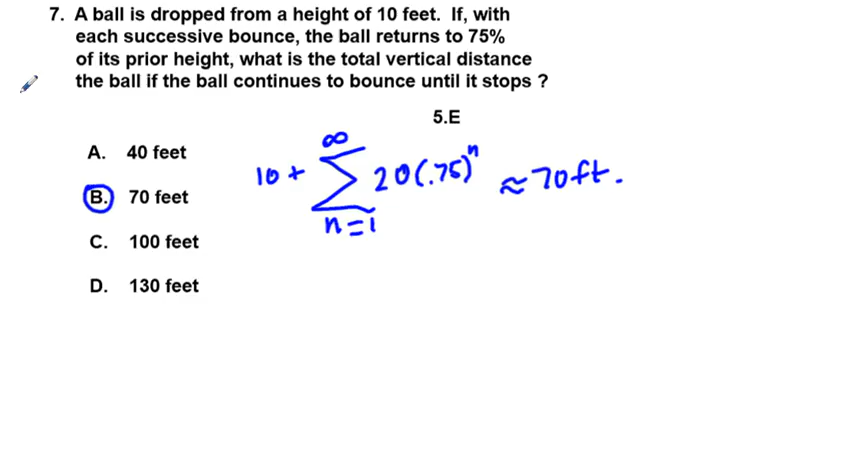 7. A ball is dropped from a height of 10 feet. If, with
each successive bounce, the ball returns to 75%
of its prior height, what is the total vertical distance
the ball if the ball continues to bounce until it stops ?
5.E
A. 40 feet
B. 70 feet
C. 100 feet
D. 130 feet
∞
10 + ∑ 20(.75)ⁿ ≈ 70ft.
n=1